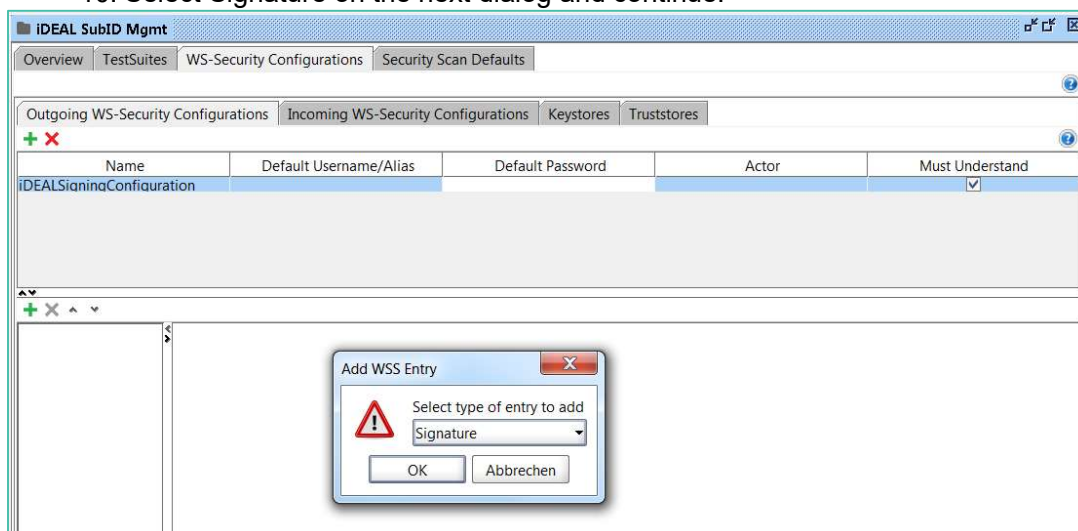 iDEAL SubID Mgmt
Overview TestSuites WS-Security Configurations Security Scan Defaults
Outgoing WS-Security Configurations Incoming WS-Security Configurations Keystores Truststores
Name Default Username/Alias Default Password Actor Must Understand
iDEALSigningConfiguration
Add WSS Entry
Select type of entry to add
Signature
OK Abbrechen